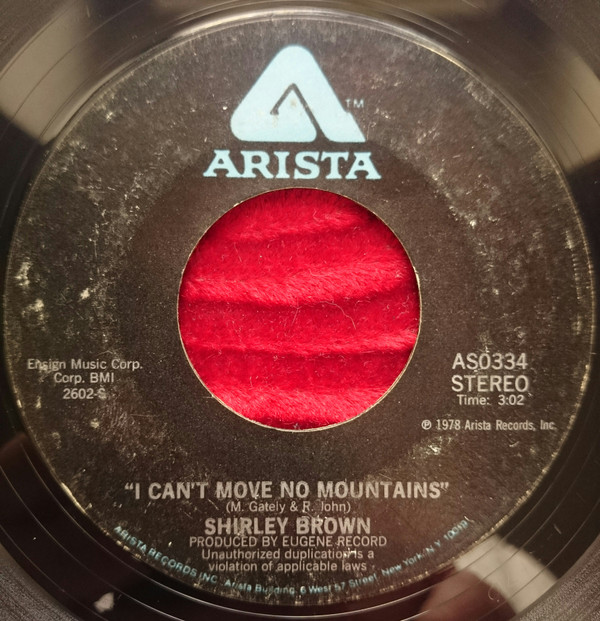 TM
ARISTA
Ensign Music Corp.
Corp. BMI
2602-S
AS0334
STEREO
Time: 3:02
℗ 1978 Arista Records, Inc.
"I CAN'T MOVE NO MOUNTAINS"
(M. Gately & R. John)
SHIRLEY BROWN
PRODUCED BY EUGENE RECORD
Unauthorized duplication is a
violation of applicable laws
ARISTA RECORDS INC. Arista Building, 6 West 57 Street, New York, N.Y. 10019